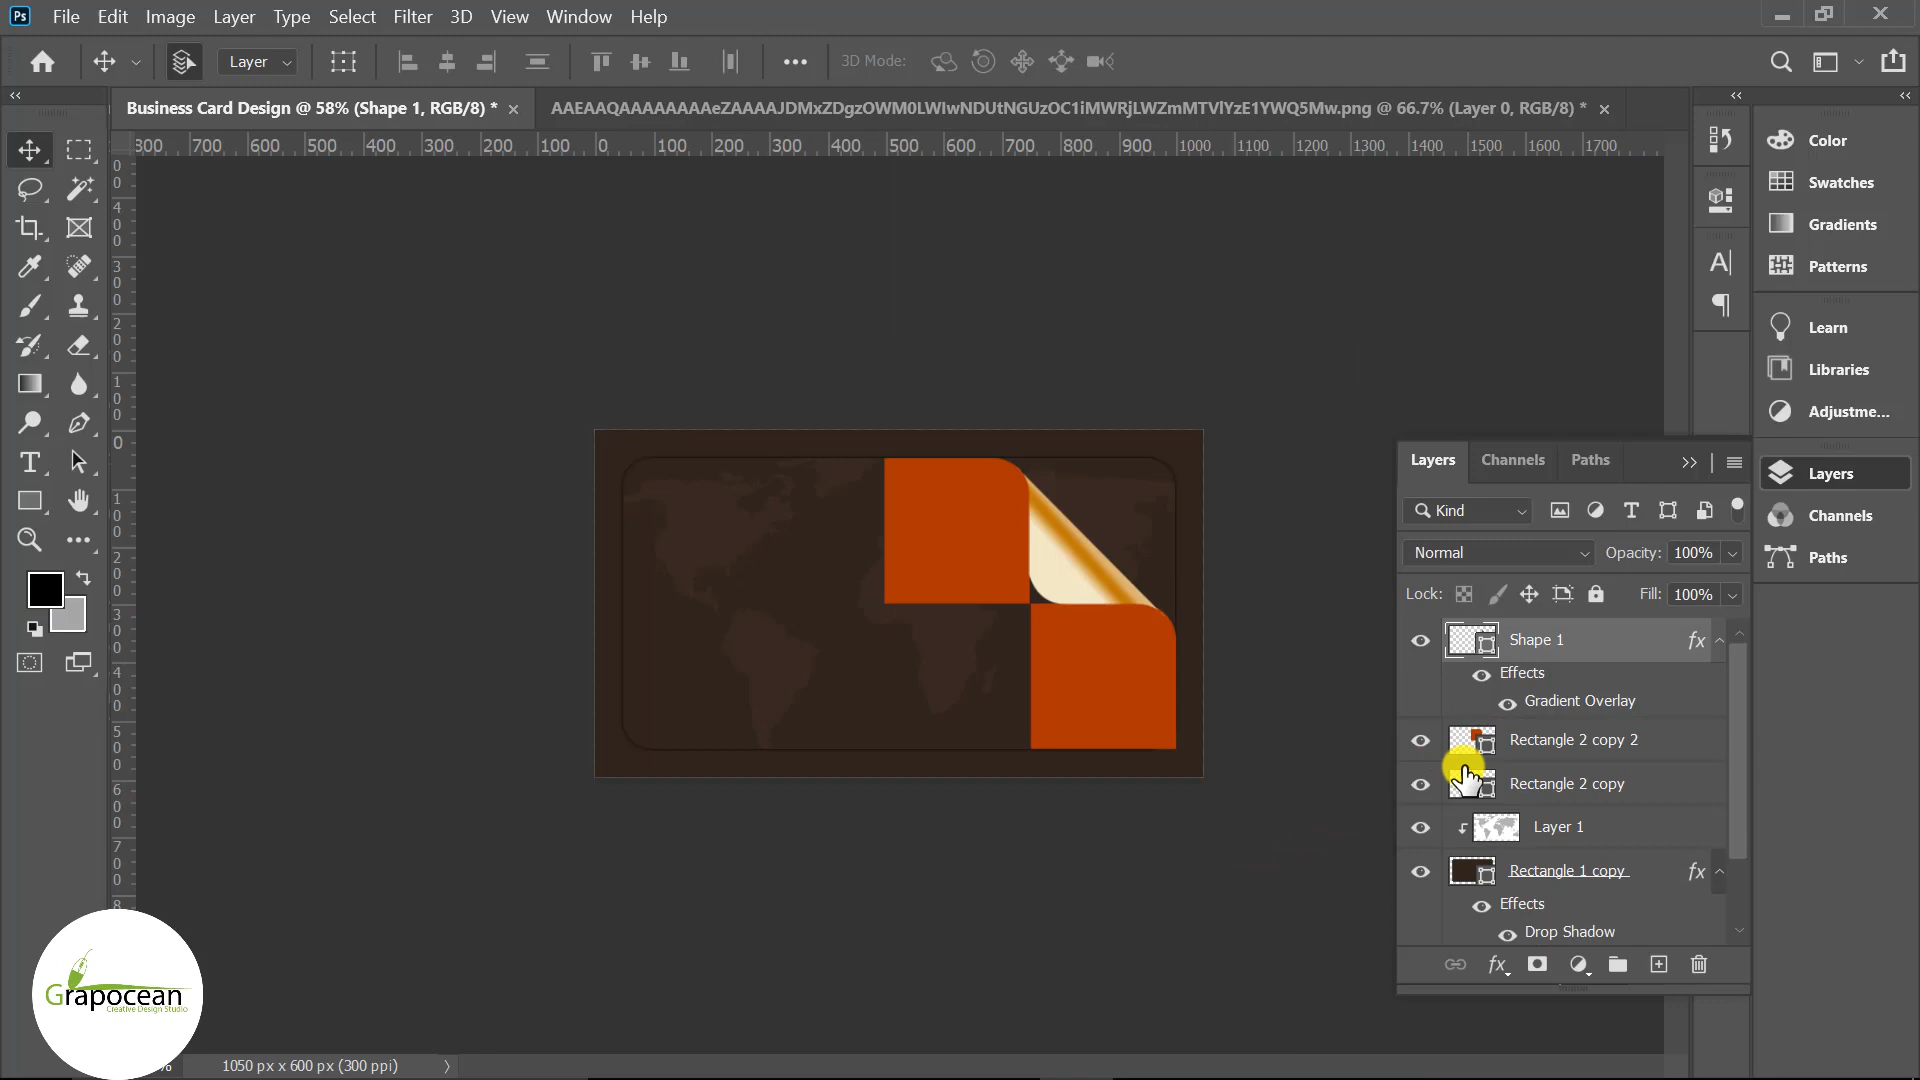 Ps File Edit Image Layer Type Select Filter 3D View Window Help
Layer 3D Mode:
Business Card Design @ 58% (Shape 1, RGB/8) * AAEAAQAAAAAAAAeZAAAAJDMxZDgzOWM0LWIwNDUtNGUzOC1iMWRjLWZmMTVlYzE1YWQ5Mw.png @ 66.7% (Layer 0, RGB/8) *
800 700 600 500 400 300 200 100 0 100 200 300 400 500 600 700 800 900 1000 1100 1200 1300 1400 1500 1600 1700
Color
Swatches
Gradients
Patterns
Learn
Libraries
Adjustme...
Layers
Channels
Paths
Layers Channels Paths
Kind
Normal Opacity: 100%
Lock: Fill: 100%
Shape 1 fx
Effects
Gradient Overlay
Rectangle 2 copy 2
Rectangle 2 copy
Layer 1
Rectangle 1 copy fx
Effects
Drop Shadow
fx
Grapocean
Creative Design Studio
1050 px x 600 px (300 ppi)